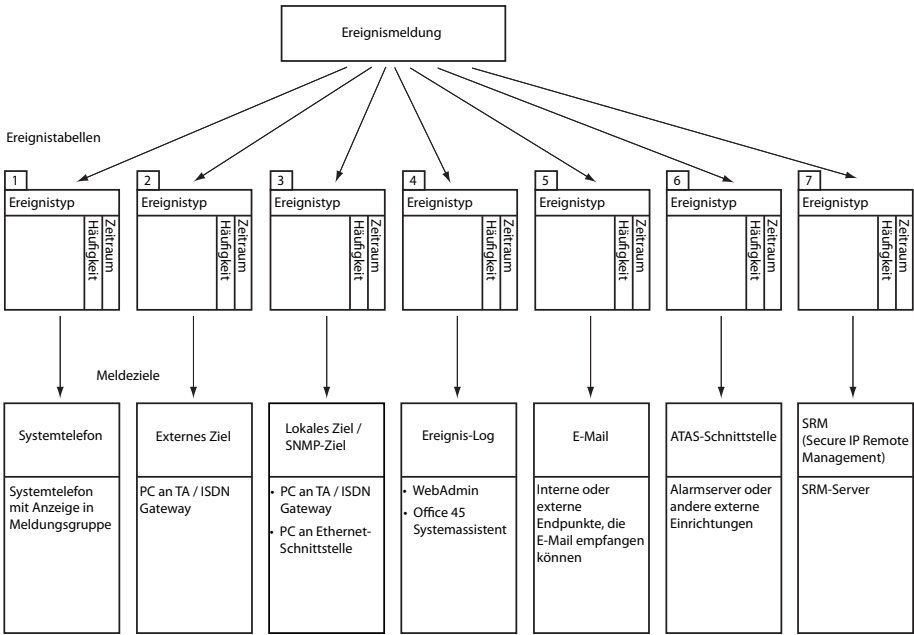 Ereignismeldung
Ereignistabellen
1
Ereignistyp
Häufigkeit
Zeitraum
2
Ereignistyp
Häufigkeit
Zeitraum
3
Ereignistyp
Häufigkeit
Zeitraum
4
Ereignistyp
Häufigkeit
Zeitraum
5
Ereignistyp
Häufigkeit
Zeitraum
6
Ereignistyp
Häufigkeit
Zeitraum
7
Ereignistyp
Häufigkeit
Zeitraum
Meldeziele
Systemtelefon
Systemtelefon
mit Anzeige in
Meldungsgruppe
Externes Ziel
PC an TA / ISDN
Gateway
Lokales Ziel /
SNMP-Ziel
• PC an TA / ISDN
Gateway
• PC an Ethernet-
Schnittstelle
Ereignis-Log
• WebAdmin
• Office 45
Systemassistent
E-Mail
Interne oder
externe
Endpunkte, die
E-Mail empfangen
können
ATAS-Schnittstelle
Alarmserver oder
andere externe
Einrichtungen
SRM
(Secure IP Remote
Management)
SRM-Server